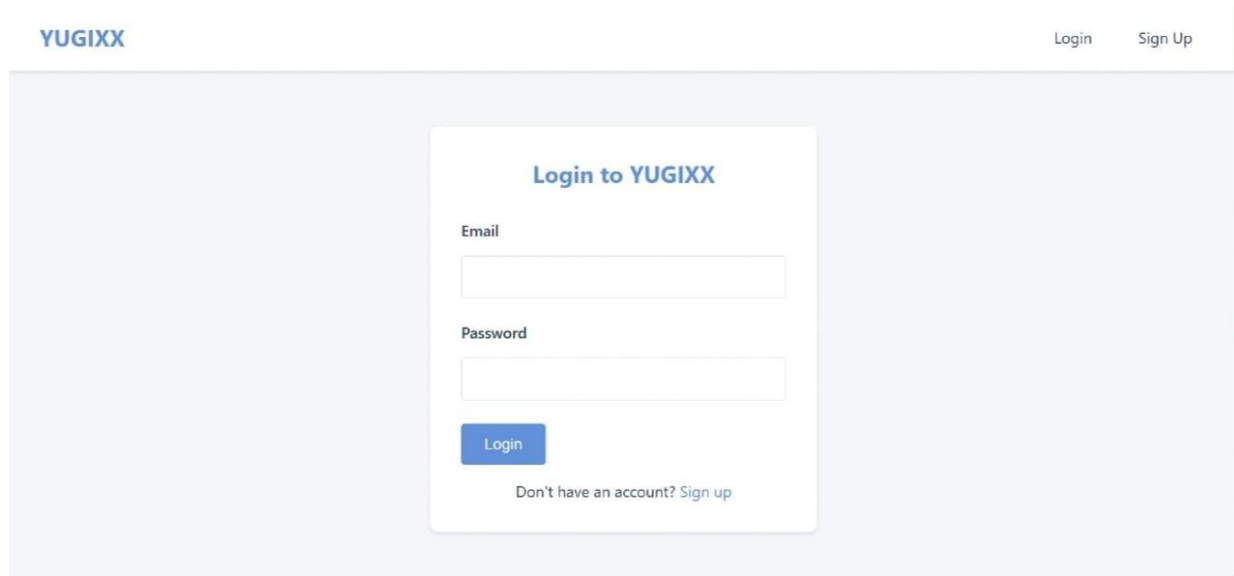 YUGIXX
Login Sign Up
Login to YUGIXX
Email
Password
Login
Don't have an account? Sign up